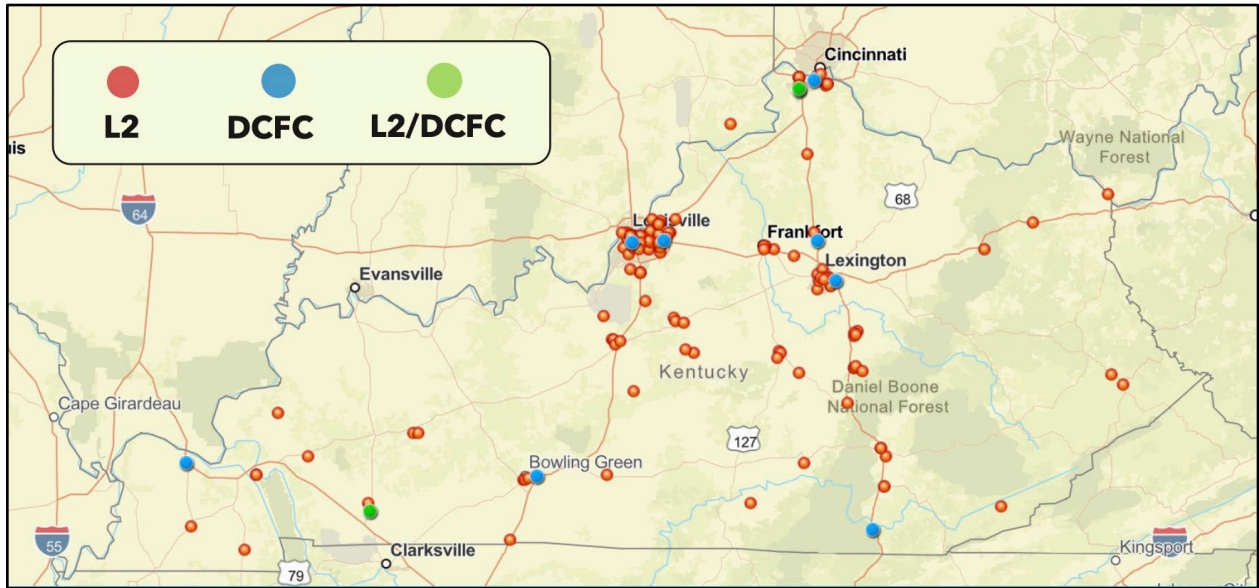 L2
DCFC
L2/DCFC
Cincinnati
Wayne National
Forest
uis
64
68
Louisville
Frankfort
Lexington
Evansville
Kentucky
Daniel Boone
National Forest
Cape Girardeau
127
Bowling Green
55
Clarksville
79
Kingsport